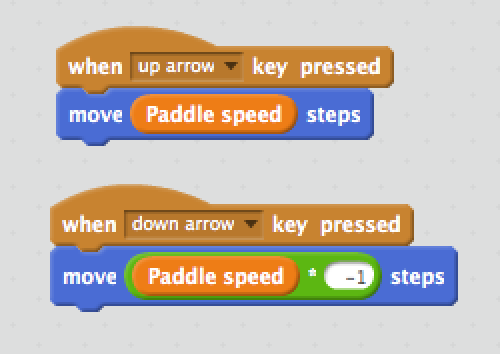 when up arrow key pressed
move Paddle speed steps
when down arrow key pressed
move Paddle speed * -1 steps